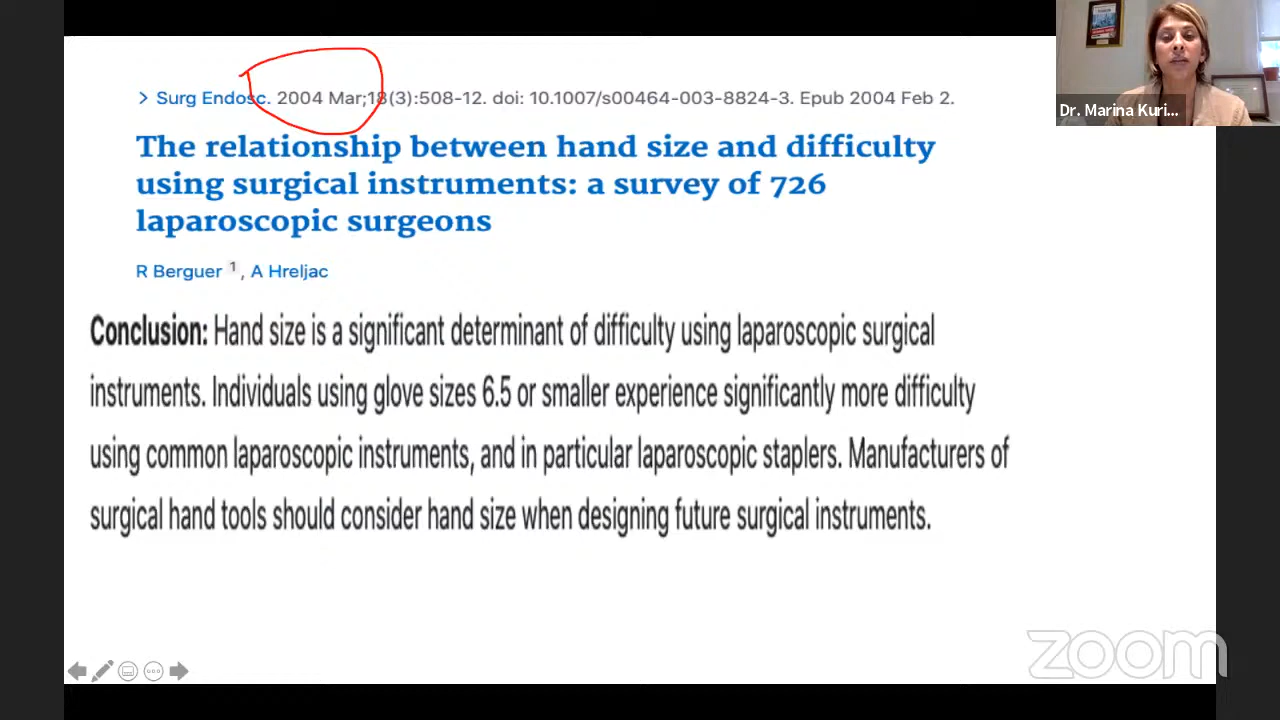 > Surg Endosc. 2004 Mar;18(3):508-12. doi: 10.1007/s00464-003-8824-3. Epub 2004 Feb 2.
The relationship between hand size and difficulty
using surgical instruments: a survey of 726
laparoscopic surgeons
R Berguer 1, A Hreljac
Conclusion: Hand size is a significant determinant of difficulty using laparoscopic surgical
instruments. Individuals using glove sizes 6.5 or smaller experience significantly more difficulty
using common laparoscopic instruments, and in particular laparoscopic staplers. Manufacturers of
surgical hand tools should consider hand size when designing future surgical instruments.
Dr. Marina Kuri...
zoom